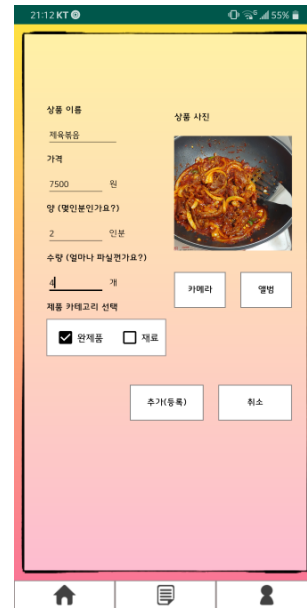 21:12 KT 55%
상품 이름
상품 사진
제육볶음
가격
7500 원
양 (몇인분인가요?)
2 인분
수량 (얼마나 파실껀가요?)
4 개
카메라 앨범
제품 카테고리 선택
완제품 재료
추가(등록) 취소